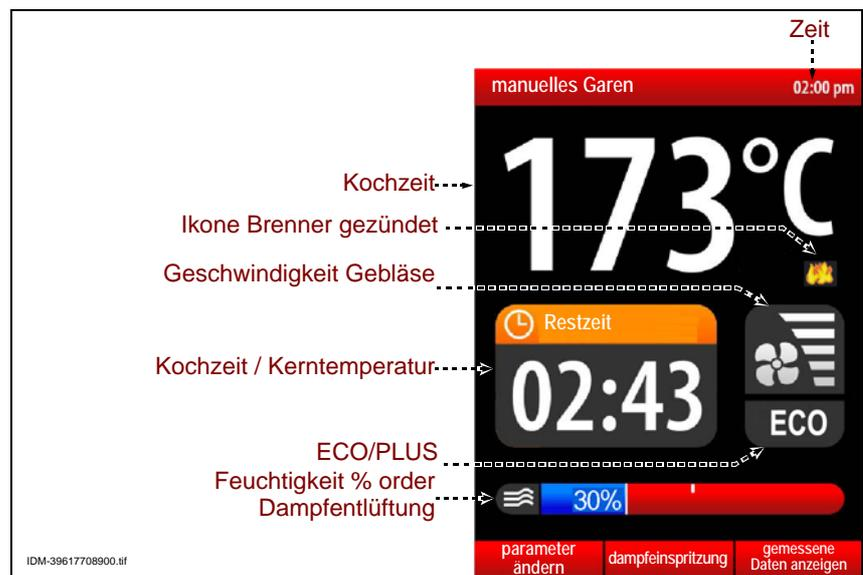 Zeit
manuelles Garen 02:00 pm
173°C
Kochzeit
Ikone Brenner gezündet
Geschwindigkeit Gebläse
Restzeit
Kochzeit / Kerntemperatur
02:43
ECO
ECO/PLUS
Feuchtigkeit % order
Dampfentlüftung
30%
parameter
ändern
dampfeinspritzung
gemessene
Daten anzeigen
IDM-39617708900.tif